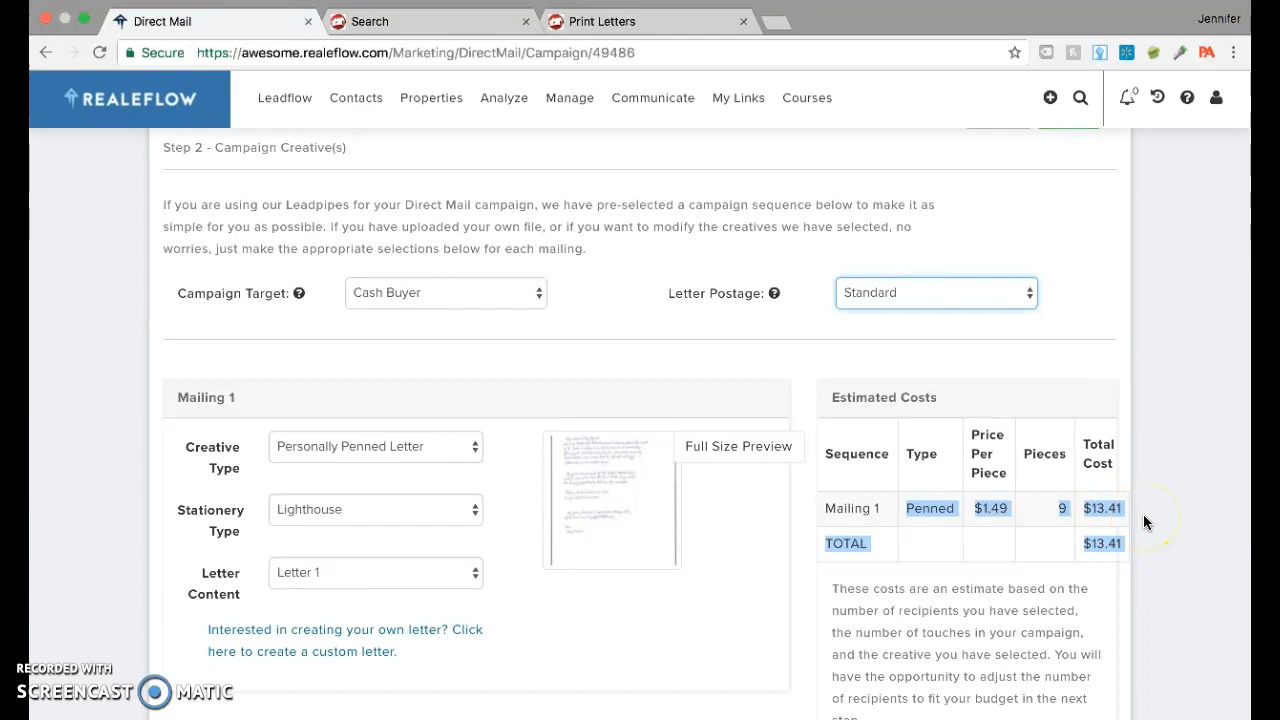 Direct Mail
Search
Print Letters
Jennifer
Secure
https://awesome.realeflow.com/Marketing/DirectMail/Campaign/49486
PA
REALEFLOW
Leadflow
Contacts
Properties
Analyze
Manage
Communicate
My Links
Courses
0
Step 2 - Campaign Creative(s)
If you are using our Leadpipes for your Direct Mail campaign, we have pre-selected a campaign sequence below to make it as
simple for you as possible. If you have uploaded your own file, or if you want to modify the creatives we have selected, no
worries, just make the appropriate selections below for each mailing.
Campaign Target:
Cash Buyer
Letter Postage:
Standard
Mailing 1
Creative
Type
Personally Penned Letter
Stationery
Type
Lighthouse
Letter
Content
Letter 1
Interested in creating your own letter? Click
here to create a custom letter.
Full Size Preview
Estimated Costs
Sequence
Type
Price
Per
Piece
Pieces
Total
Cost
Mailing 1 Penned $1.49 9 $13.41
TOTAL $13.41
These costs are an estimate based on the
number of recipients you have selected,
the number of touches in your campaign,
and the creative you have selected. You will
have the opportunity to adjust the number
of recipients to fit your budget in the next
step.
RECORDED WITH
SCREENCAST MATIC